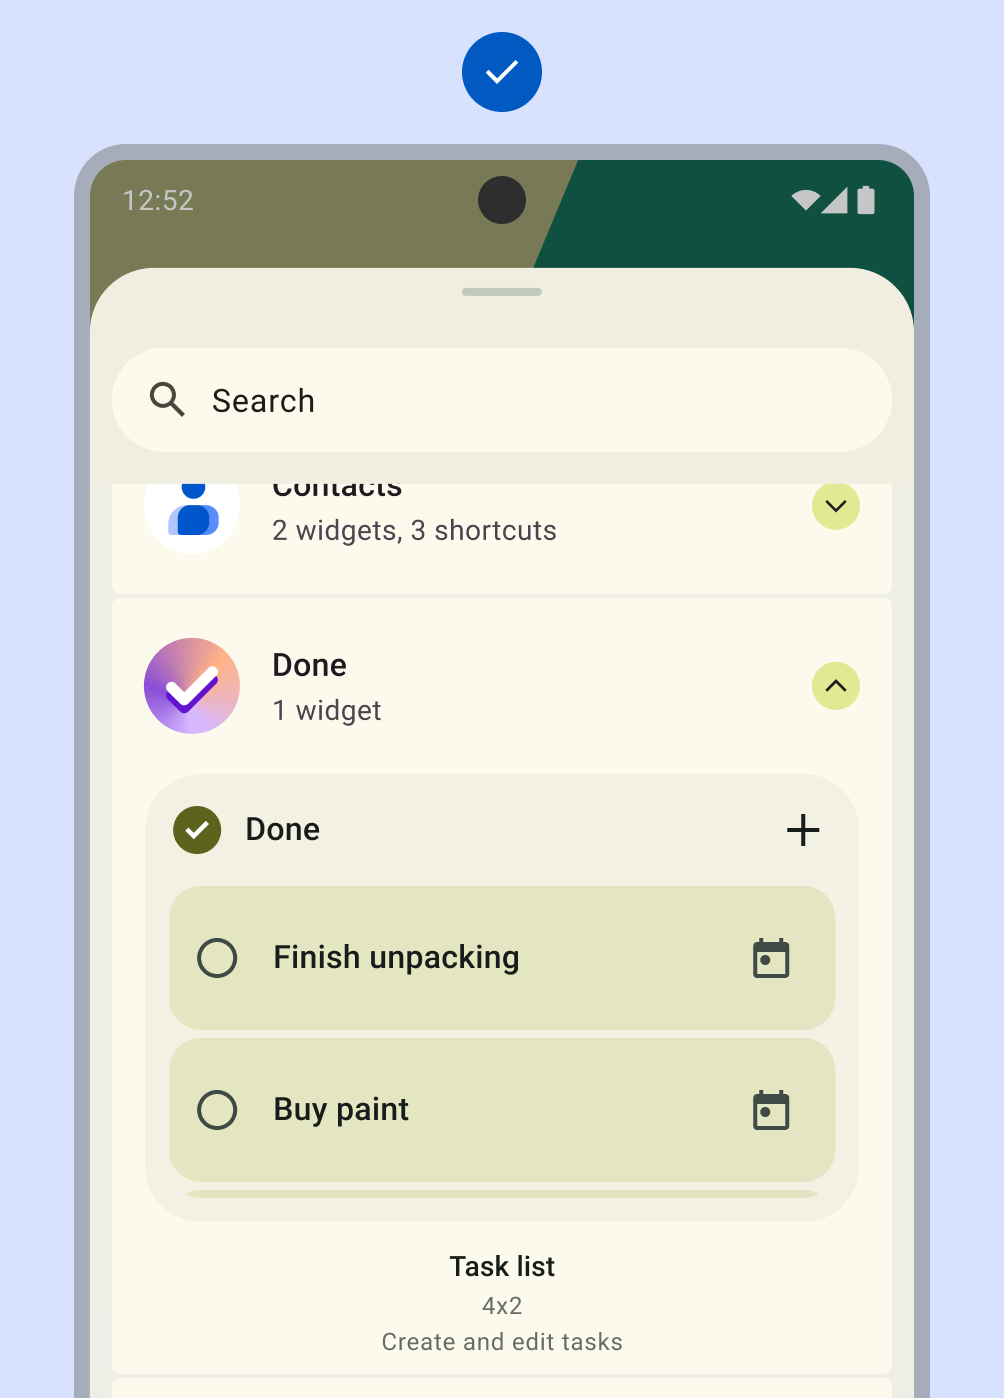 12:52
Search
Contacts
2 widgets, 3 shortcuts
Done
1 widget
Done
Finish unpacking
Buy paint
Task list
4x2
Create and edit tasks